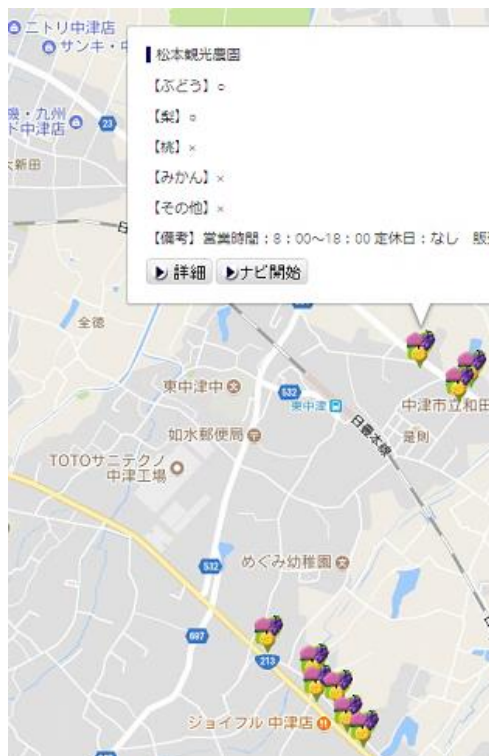 ニトリ中津店
サンキ・中
松本観光農園
【ぶどう】○
【梨】○
【桃】×
【みかん】×
【その他】×
【備考】営業時間：8：00～18：00 定休日：なし 販
詳細
ナビ開始
機・九州
ド中津店
23
大新田
日
全徳
東中津中
532
東中津
中津市立和田
日豊本線
是則
如水郵便局
TOTOサニテクノ
中津工場
532
めぐみ幼稚園
697
213
ジョイフル 中津店